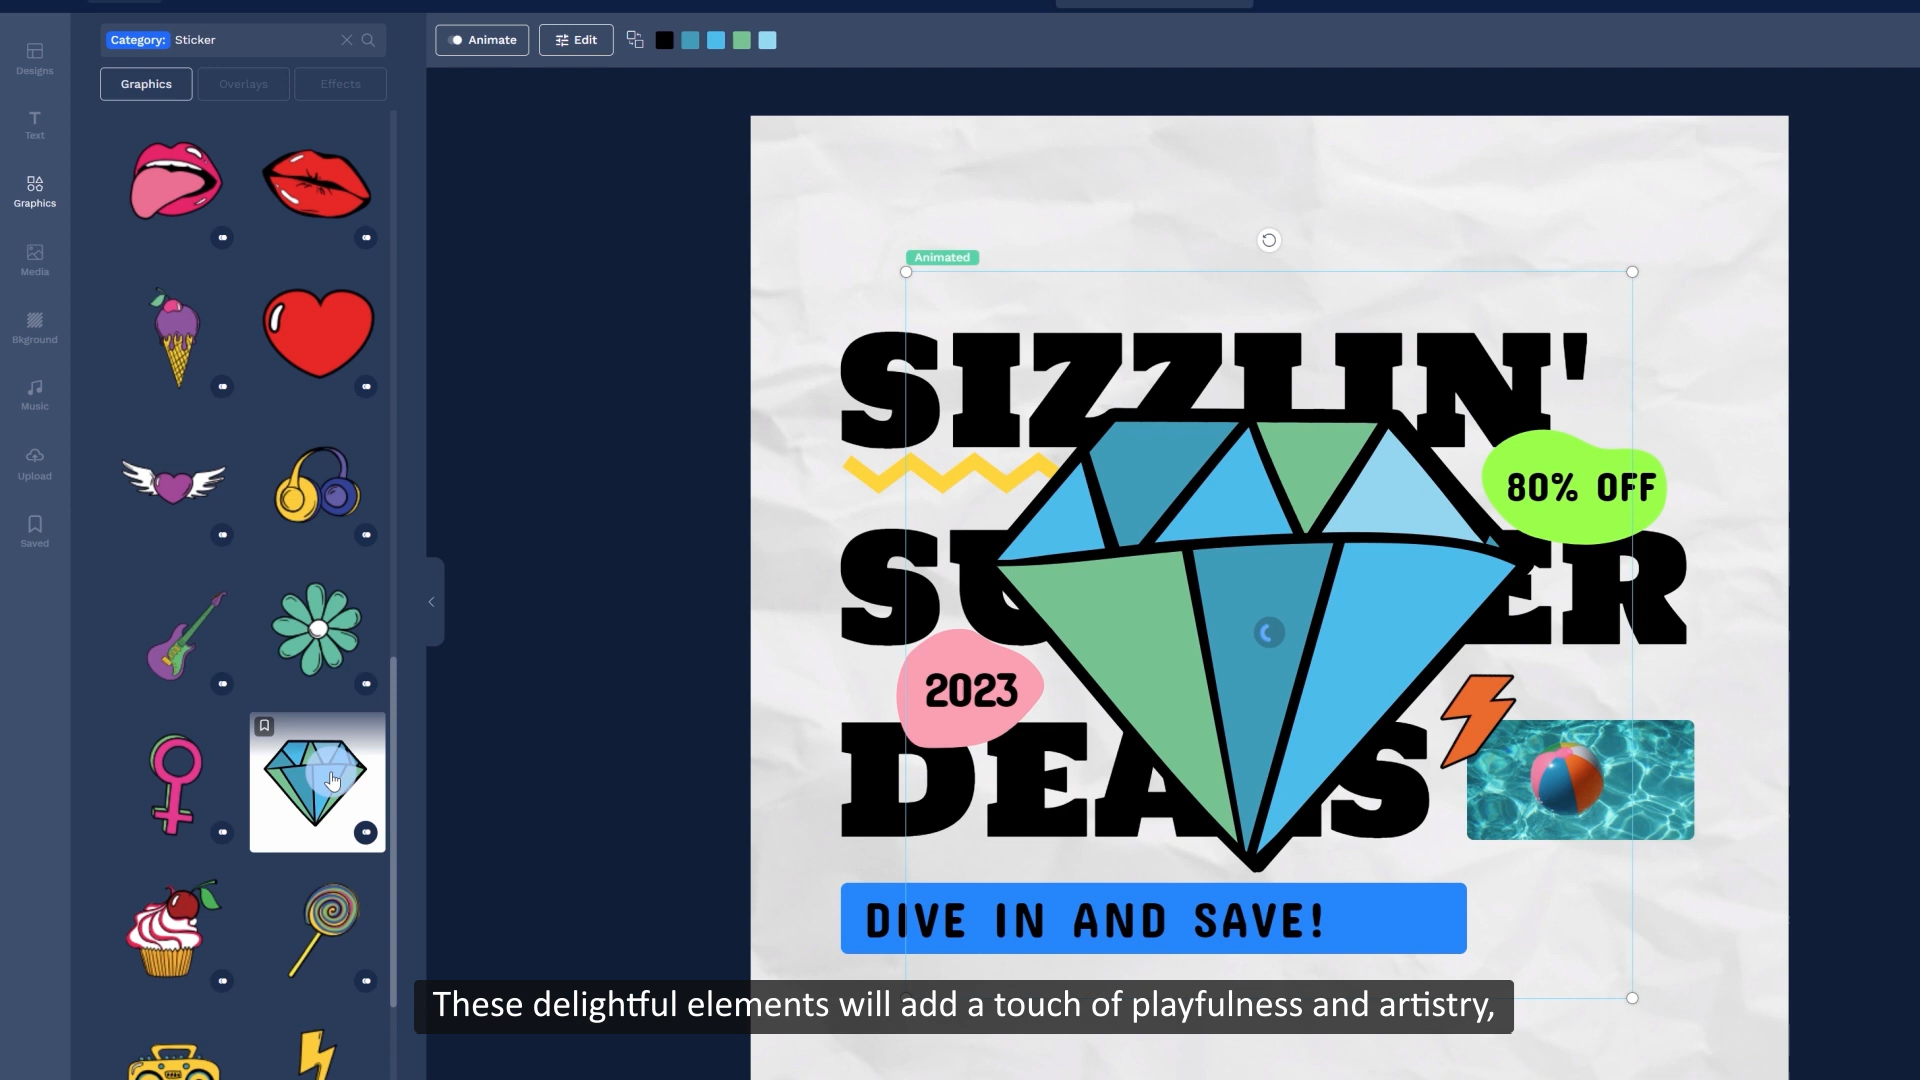 Category: Sticker
Graphics
Overlays
Effects
Designs
Text
Graphics
Media
Bkground
Music
Upload
Saved
Animate
Edit
Animated
SIZZLIN'
80% OFF
2023
DIVE IN AND SAVE!
These delightful elements will add a touch of playfulness and artistry,